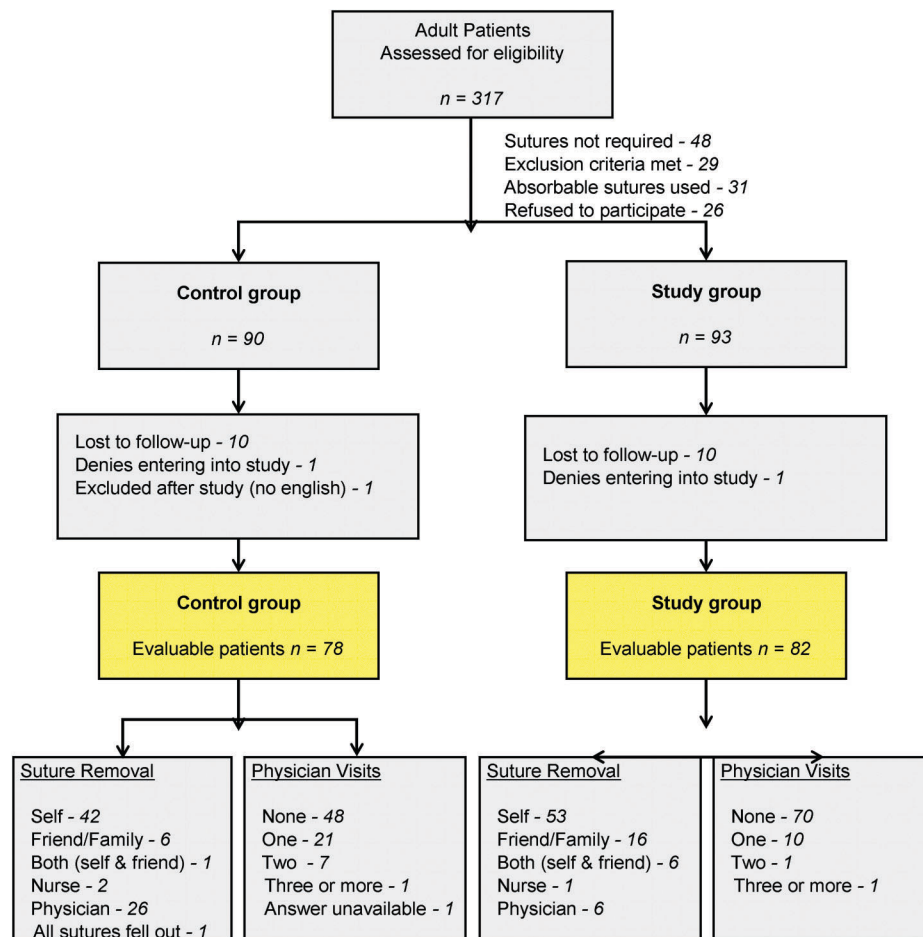 Adult Patients
Assessed for eligibility
n = 317
Sutures not required - 48
Exclusion criteria met - 29
Absorbable sutures used - 31
Refused to participate - 26
Control group
n = 90
Study group
n = 93
Lost to follow-up - 10
Denies entering into study - 1
Excluded after study (no english) - 1
Lost to follow-up - 10
Denies entering into study - 1
Control group
Evaluable patients n = 78
Study group
Evaluable patients n = 82
Suture Removal
Self - 42
Friend/Family - 6
Both (self & friend) - 1
Nurse - 2
Physician - 26
All sutures fell out - 1
Physician Visits
None - 48
One - 21
Two - 7
Three or more - 1
Answer unavailable - 1
Suture Removal
Self - 53
Friend/Family - 16
Both (self & friend) - 6
Nurse - 1
Physician - 6
Physician Visits
None - 70
One - 10
Two - 1
Three or more - 1